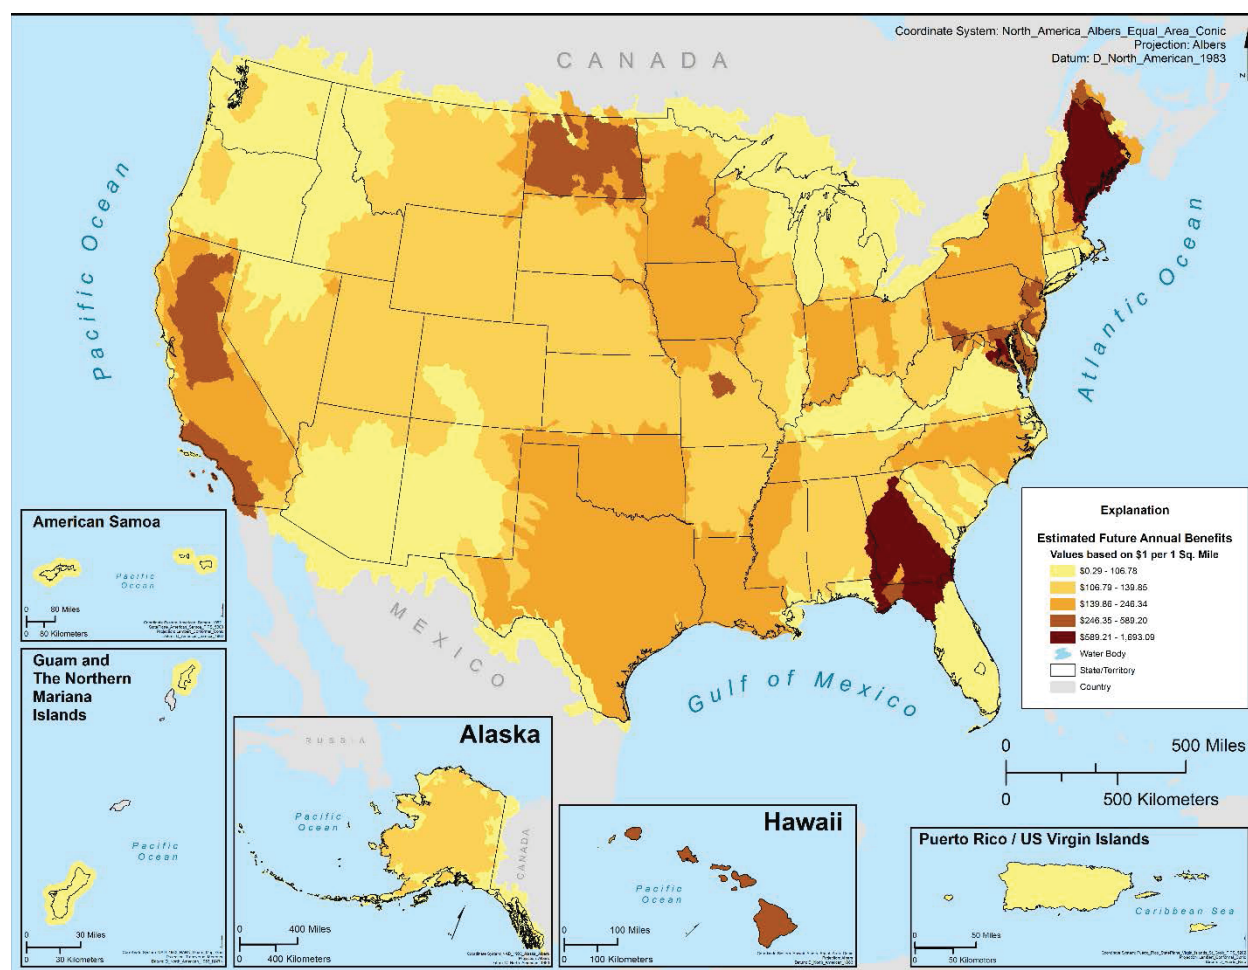 Coordinate System: North_America_Albers_Equal_Area_Conic
Projection: Albers
Datum: D_North_American_1983
N
CANADA
Pacific Ocean
Atlantic Ocean
MEXICO
Gulf of Mexico
Explanation
Estimated Future Annual Benefits
Values based on $1 per 1 Sq. Mile
$0.29 - 106.78
$106.79 - 139.85
$139.86 - 246.34
$246.35 - 589.20
$589.21 - 1,693.09
Water Body
State/Territory
Country
0 500 Miles
0 500 Kilometers
American Samoa
Pacific
Ocean
0 80 Miles
0 80 Kilometers
Guam and
The Northern
Mariana
Islands
Pacific
Ocean
0 30 Miles
0 30 Kilometers
Alaska
RUSSIA
Pacific
Ocean
CANADA
0 400 Miles
0 400 Kilometers
Hawaii
Pacific
Ocean
0 100 Miles
0 100 Kilometers
Puerto Rico / US Virgin Islands
Caribbean Sea
0 50 Miles
0 50 Kilometers